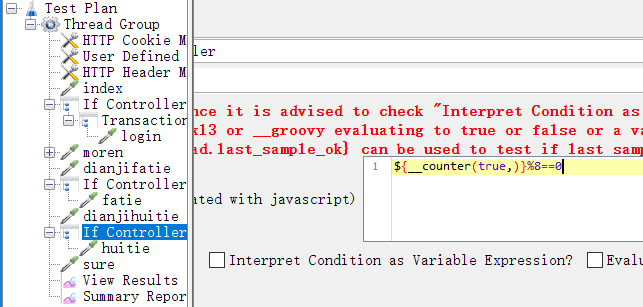 Test Plan
Thread Group
HTTP Cookie M
User Defined
HTTP Header M
index
If Controller
Transaction
login
moren
dianjifatie
If Controller
fatie
dianjihuitie
If Controller
huitie
sure
View Results
Summary Repor
ler
nce it is advised to check "Interpret Condition as
x13 or __groovy evaluating to true or false or a va
ad.last_sample_ok} can be used to test if last samp
ated with javascript)
1 ${__counter(true,)}%8==0
Interpret Condition as Variable Expression?
Evalu